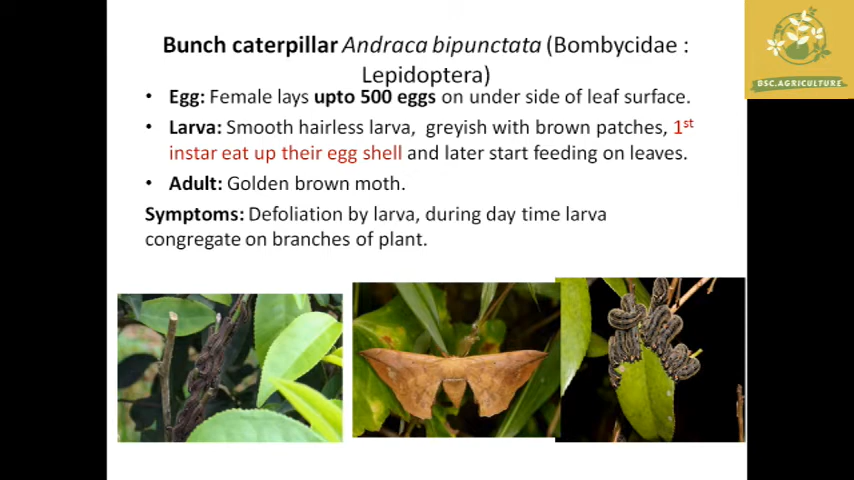 Bunch caterpillar Andraca bipunctata (Bombycidae :
Lepidoptera)
• Egg: Female lays upto 500 eggs on under side of leaf surface.
• Larva: Smooth hairless larva, greyish with brown patches, 1st
instar eat up their egg shell and later start feeding on leaves.
• Adult: Golden brown moth.
Symptoms: Defoliation by larva, during day time larva
congregate on branches of plant.
BSC.AGRICULTURE